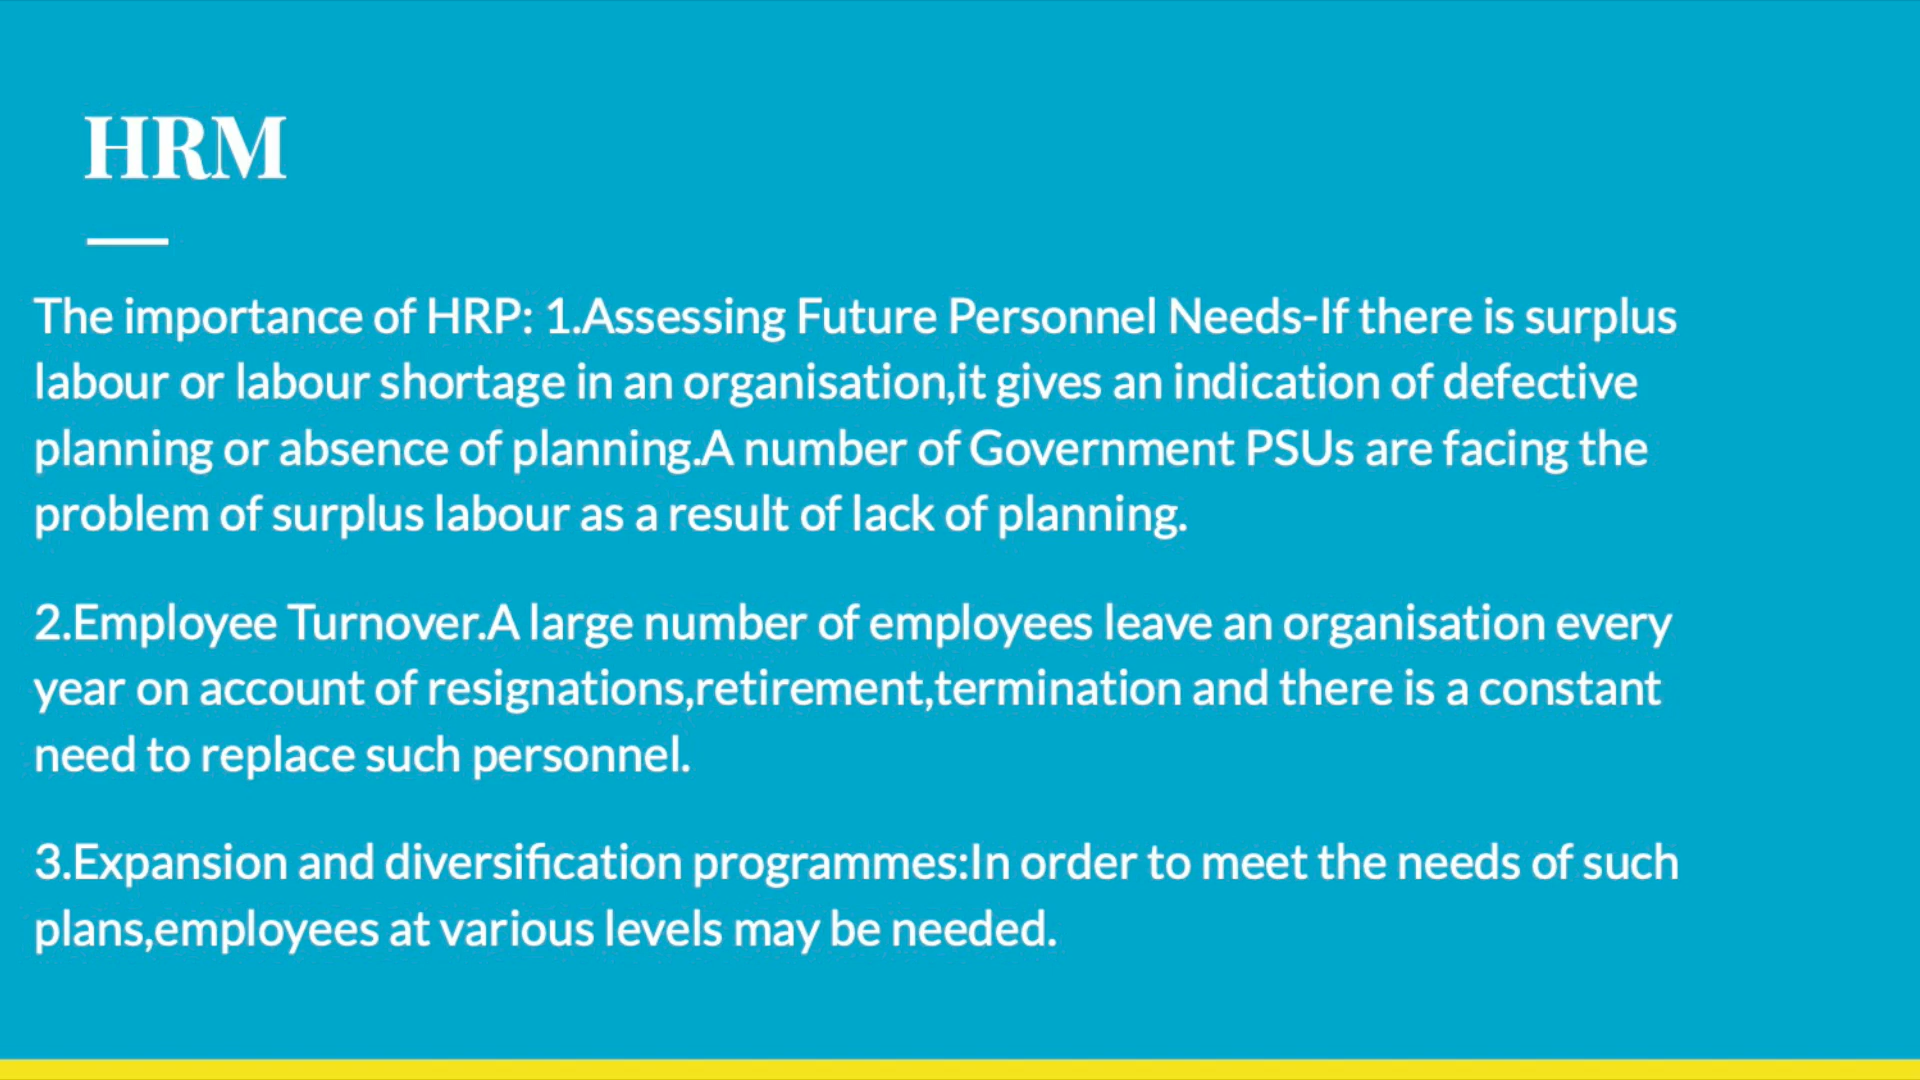 HRM
The importance of HRP: 1.Assessing Future Personnel Needs-If there is surplus
labour or labour shortage in an organisation,it gives an indication of defective
planning or absence of planning.A number of Government PSUs are facing the
problem of surplus labour as a result of lack of planning.
2.Employee Turnover.A large number of employees leave an organisation every
year on account of resignations,retirement,termination and there is a constant
need to replace such personnel.
3.Expansion and diversification programmes:In order to meet the needs of such
plans,employees at various levels may be needed.